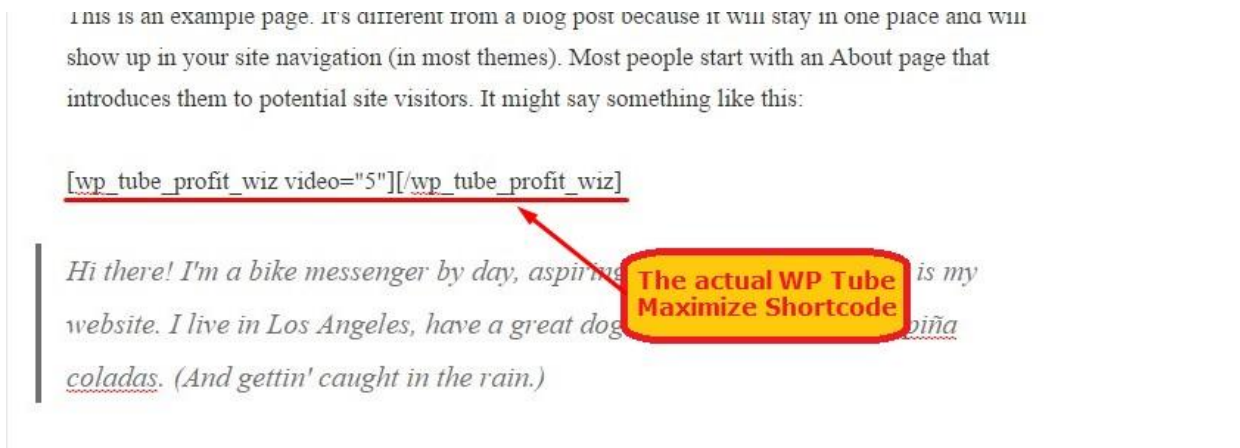 This is an example page. It's different from a blog post because it will stay in one place and will
show up in your site navigation (in most themes). Most people start with an About page that
introduces them to potential site visitors. It might say something like this:
[wp_tube_profit_wiz video="5"][/wp_tube_profit_wiz]
Hi there! I'm a bike messenger by day, aspiring is my
website. I live in Los Angeles, have a great dog piña
coladas. (And gettin' caught in the rain.)
The actual WP Tube
Maximize Shortcode